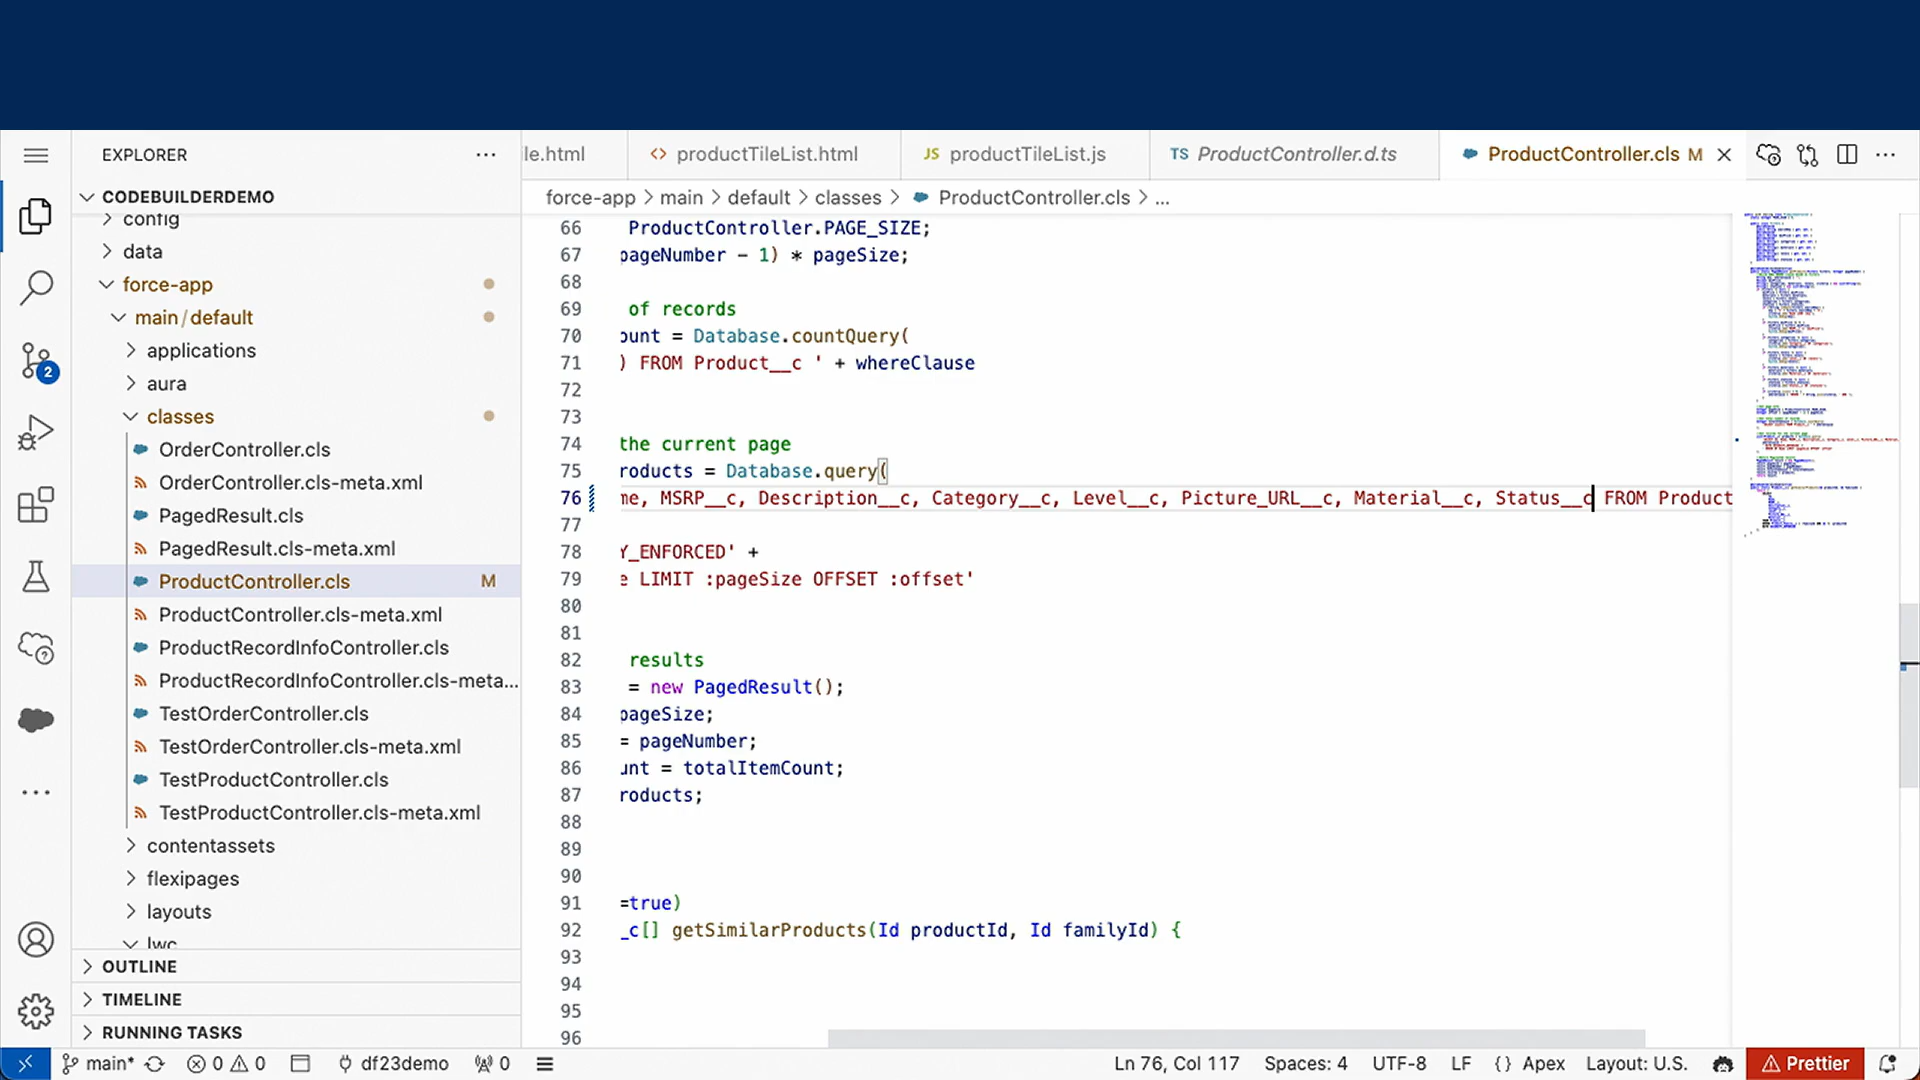 EXPLORER
le.html
productTileList.html
JS productTileList.js
TS ProductController.d.ts
ProductController.cls M
CODEBUILDERDEMO
config
data
force-app
main/default
applications
aura
classes
OrderController.cls
OrderController.cls-meta.xml
PagedResult.cls
PagedResult.cls-meta.xml
ProductController.cls M
ProductController.cls-meta.xml
ProductRecordInfoController.cls
ProductRecordInfoController.cls-meta...
TestOrderController.cls
TestOrderController.cls-meta.xml
TestProductController.cls
TestProductController.cls-meta.xml
contentassets
flexipages
layouts
lwc
OUTLINE
TIMELINE
RUNNING TASKS
2
force-app > main > default > classes > ProductController.cls > ...
66 ProductController.PAGE_SIZE;
67 pageNumber - 1) * pageSize;
68
69 of records
70 ount = Database.countQuery(
71 ) FROM Product__c ' + whereClause
72
73
74 the current page
75 roducts = Database.query(
76 me, MSRP__c, Description__c, Category__c, Level__c, Picture_URL__c, Material__c, Status__c FROM Product
77
78 Y_ENFORCED' +
79 e LIMIT :pageSize OFFSET :offset'
80
81
82 results
83 = new PagedResult();
84 pageSize;
85 = pageNumber;
86 unt = totalItemCount;
87 roducts;
88
89
90
91 =true)
92 _c[] getSimilarProducts(Id productId, Id familyId) {
93
94
95
96
main* 0 0 df23demo 0
Ln 76, Col 117 Spaces: 4 UTF-8 LF {} Apex Layout: U.S. Prettier